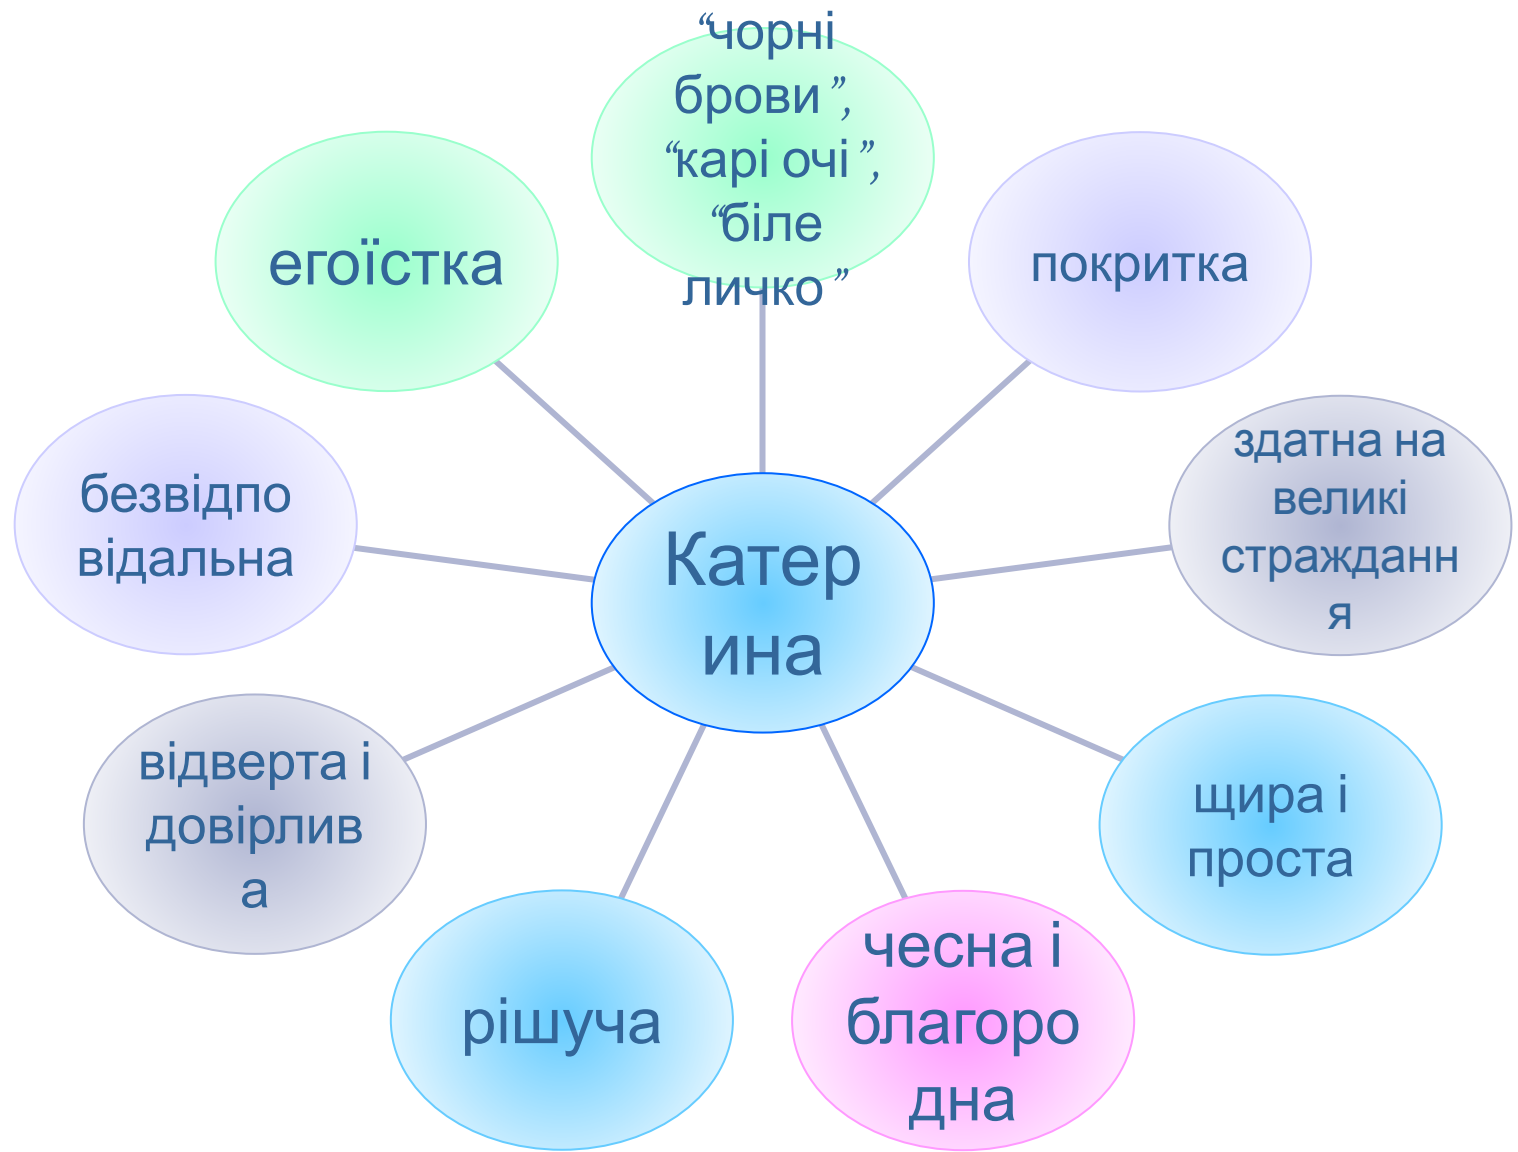 “чорні
брови”,
“карі очі”,
“біле
личко”
покритка
здатна на
великі
страждань
я
щира і
проста
чесна і
благоро
дна
рішуча
відверта і
довірлив
а
безвідпо
відальна
егоїстка
Катер
ина